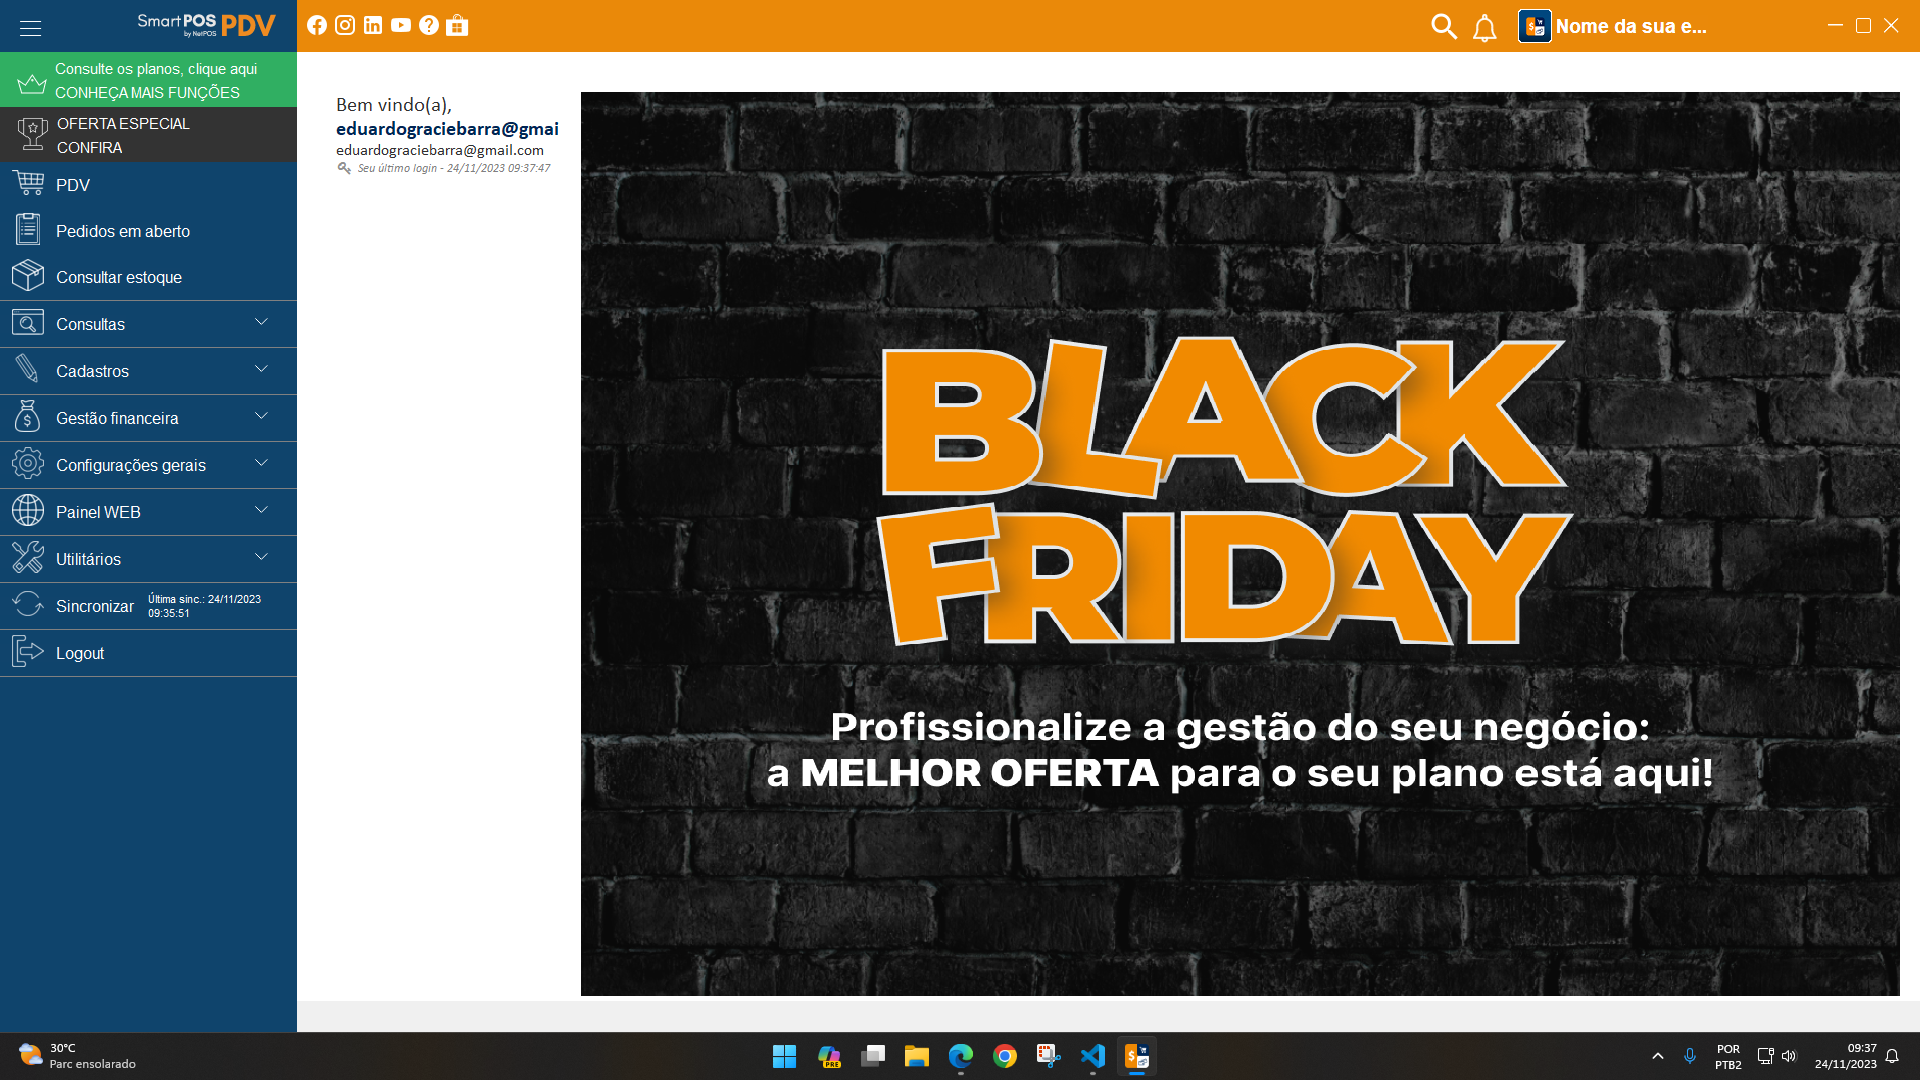 SmartPOS PDV
by NetPOS
Nome da sua e...
Consulte os planos, clique aqui
CONHEÇA MAIS FUNÇÕES
OFERTA ESPECIAL
CONFIRA
PDV
Pedidos em aberto
Consultar estoque
Consultas
Cadastros
Gestão financeira
Configurações gerais
Painel WEB
Utilitários
Sincronizar
Última sinc.: 24/11/2023
09:35:51
Logout
Bem vindo(a),
eduardograciebarra@gmai
eduardograciebarra@gmail.com
Seu último login - 24/11/2023 09:37:47
BLACK
FRIDAY
Profissionalize a gestão do seu negócio:
a MELHOR OFERTA para o seu plano está aqui!
30°C
Parc ensolarado
PRE
POR
PTB2
09:37
24/11/2023